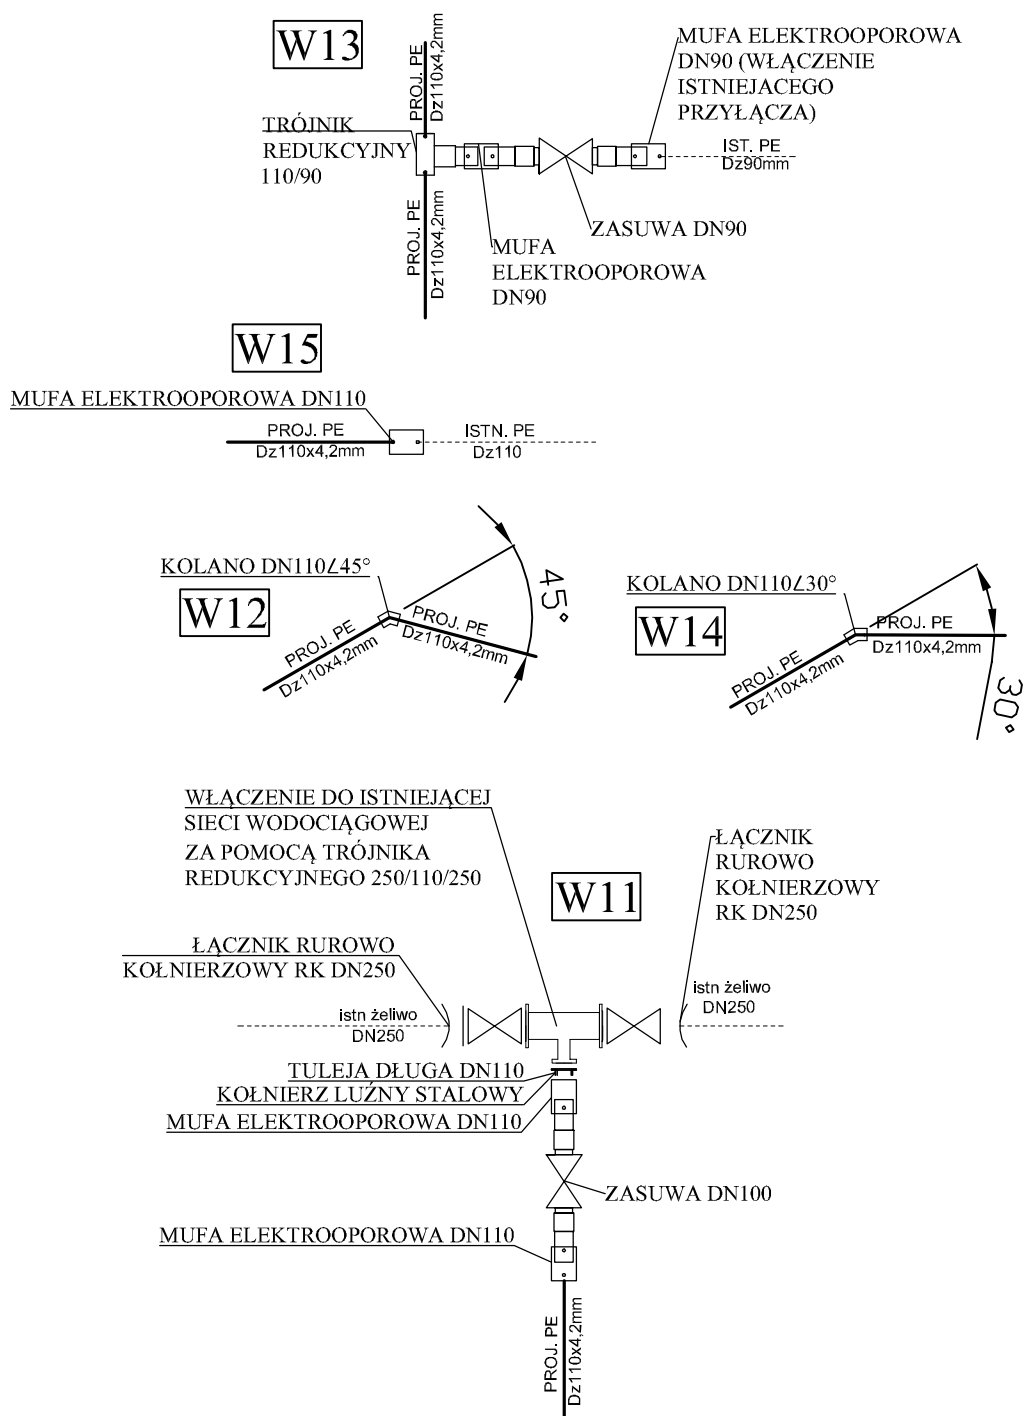 W13
PROJ. PE
Dz110x4,2mm
MUFA ELEKTROOPOROWA
DN90 (WŁĄCZENIE
ISTNIEJACEGO
PRZYŁĄCZA)
TRÓJNIK
REDUKCYJNY
110/90
IST. PE
Dz90mm
PROJ. PE
Dz110x4,2mm
ZASUWA DN90
MUFA
ELEKTROOPOROWA
DN90
W15
MUFA ELEKTROOPOROWA DN110
PROJ. PE
Dz110x4,2mm
ISTN. PE
Dz110
KOLANO DN110∠45°
W12
PROJ. PE
Dz110x4,2mm
PROJ. PE
Dz110x4,2mm
45°
KOLANO DN110∠30°
W14
PROJ. PE
Dz110x4,2mm
PROJ. PE
Dz110x4,2mm
30°
WŁĄCZENIE DO ISTNIEJĄCEJ
SIECI WODOCIĄGOWEJ
ZA POMOCĄ TRÓJNIKA
REDUKCYJNEGO 250/110/250
W11
ŁĄCZNIK
RUROWO
KOŁNIERZOWY
RK DN250
ŁĄCZNIK RUROWO
KOŁNIERZOWY RK DN250
istn żeliwo
DN250
istn żeliwo
DN250
TULEJA DŁUGA DN110
KOŁNIERZ LUŹNY STALOWY
MUFA ELEKTROOPOROWA DN110
ZASUWA DN100
MUFA ELEKTROOPOROWA DN110
PROJ. PE
Dz110x4,2mm